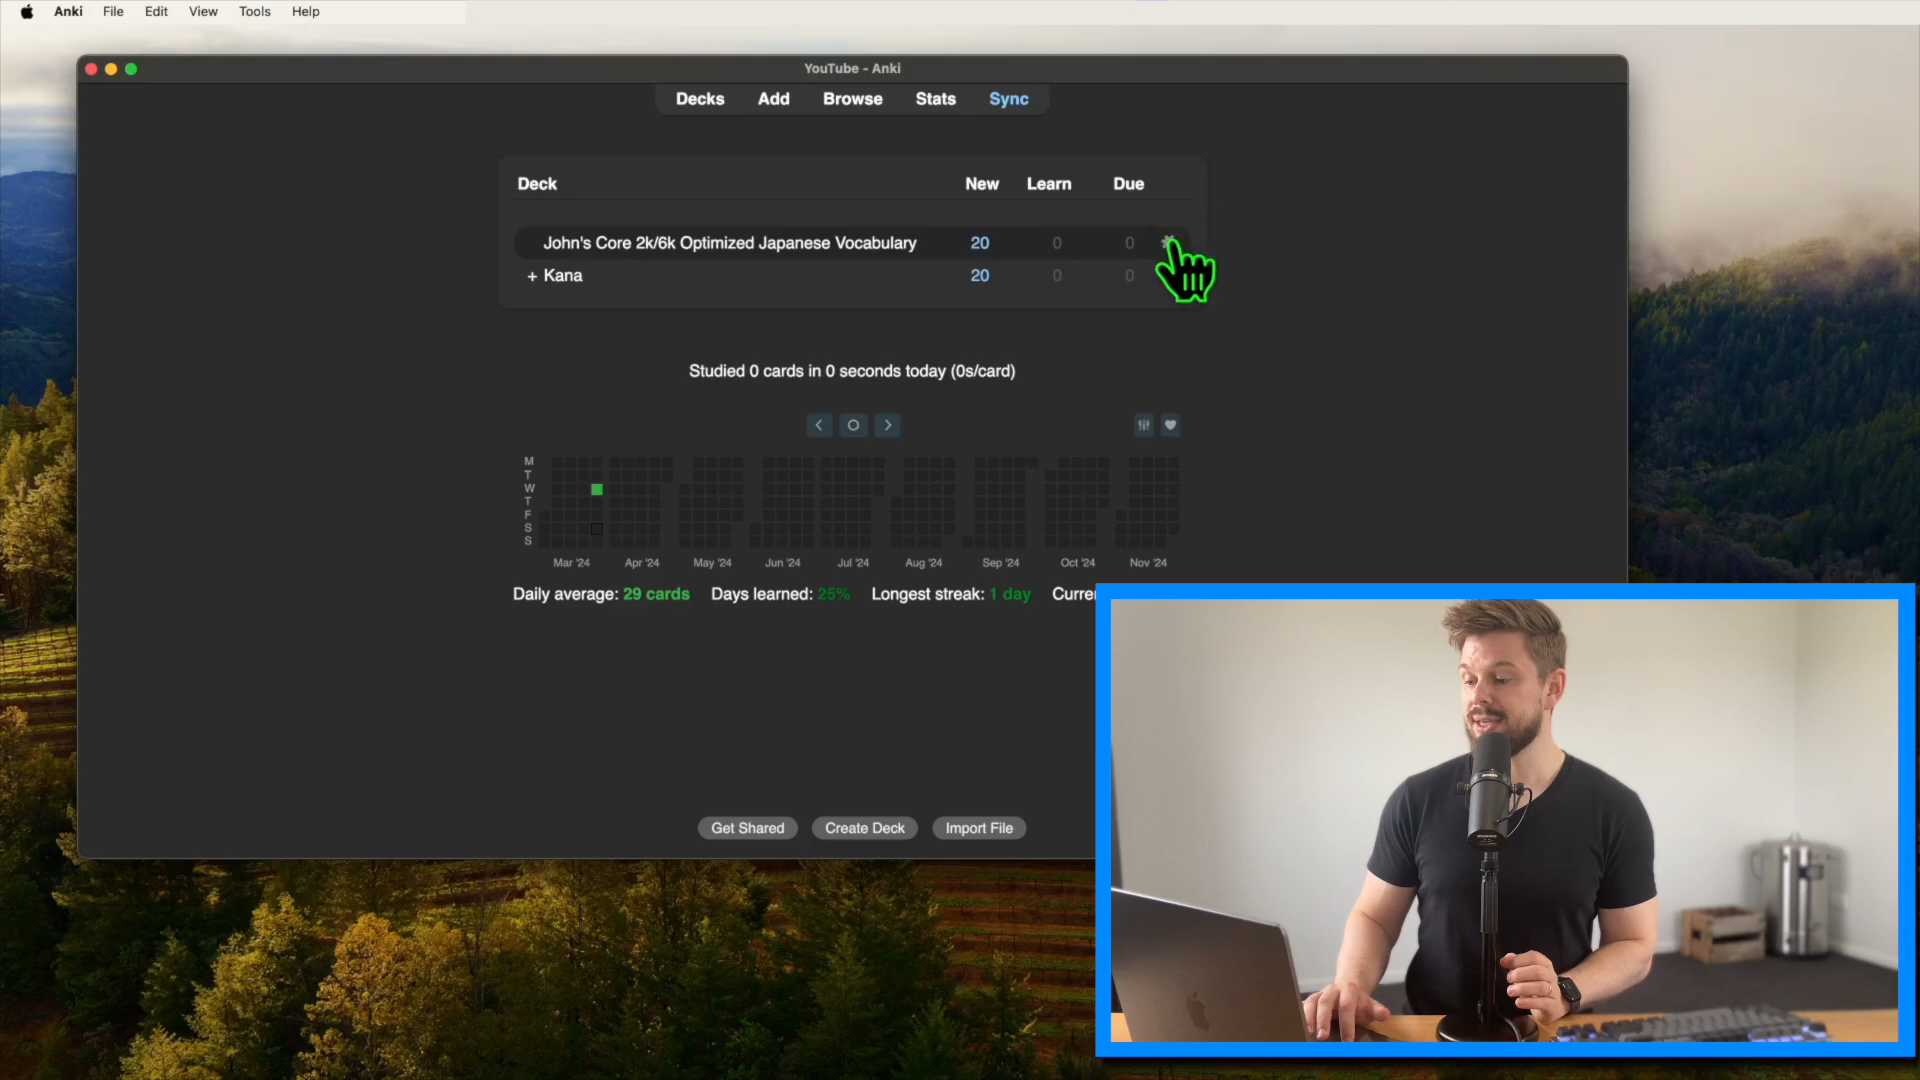 Anki File Edit View Tools Help
YouTube - Anki
Decks Add Browse Stats Sync
Deck New Learn Due
John's Core 2k/6k Optimized Japanese Vocabulary 20 0 0
+ Kana 20 0 0
Studied 0 cards in 0 seconds today (0s/card)
M
T
W
T
F
S
S
Mar '24 Apr '24 May '24 Jun '24 Jul '24 Aug '24 Sep '24 Oct '24 Nov '24
Daily average: 29 cards Days learned: 25% Longest streak: 1 day Curre
Get Shared Create Deck Import File